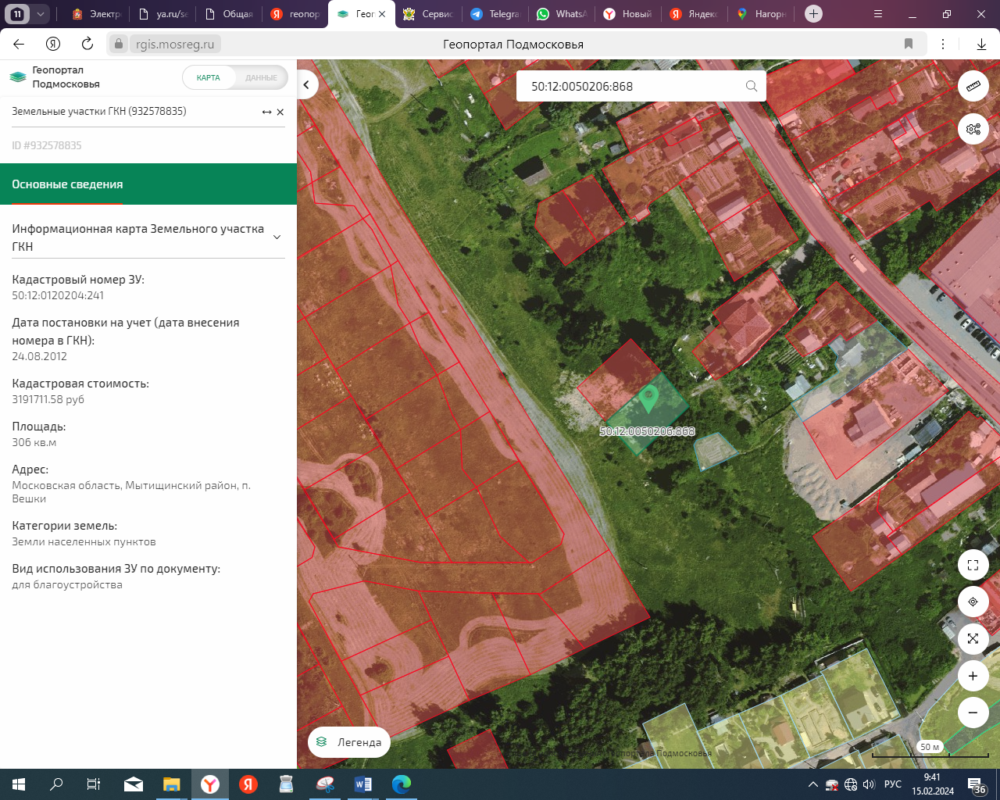 11
Электро
ya.ru/se
Общая
геопор
Геоп
Сервис
Telegra
WhatsA
Новый
Яндекс
Нагорн
rgis.mosreg.ru
Геопортал Подмосковья
Геопортал
Подмосковья
КАРТА
ДАННЫЕ
50:12:0050206:868
Земельные участки ГКН (932578835)
ID #932578835
Основные сведения
Информационная карта Земельного участка
ГКН
Кадастровый номер ЗУ:
50:12:0120204:241
Дата постановки на учет (дата внесения
номера в ГКН):
24.08.2012
Кадастровая стоимость:
3191711.58 руб
Площадь:
306 кв.м
Адрес:
Московская область, Мытищинский район, п.
Вешки
Категории земель:
Земли населенных пунктов
Вид использования ЗУ по документу:
для благоустройства
50:12:0050206:868
Легенда
Геопортала Подмосковья
50 м
РУС
9:41
15.02.2024
36